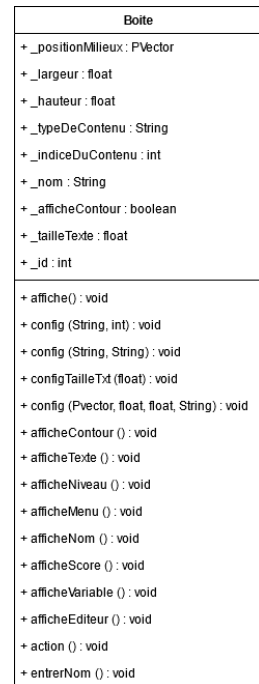 Boite
+ _positionMilieux : PVector
+ _largeur : float
+ _hauteur : float
+ _typeDeContenu : String
+ _indiceDuContenu : int
+ _nom : String
+ _afficheContour : boolean
+ _tailleTexte : float
+ _id : int
+ affiche() : void
+ config (String, int) : void
+ config (String, String) : void
+ configTailleTxt (float) : void
+ config (Pvector, float, float, String) : void
+ afficheContour () : void
+ afficheTexte () : void
+ afficheNiveau () : void
+ afficheMenu () : void
+ afficheNom () : void
+ afficheScore () : void
+ afficheVariable () : void
+ afficheEditeur () : void
+ action () : void
+ entrerNom () : void